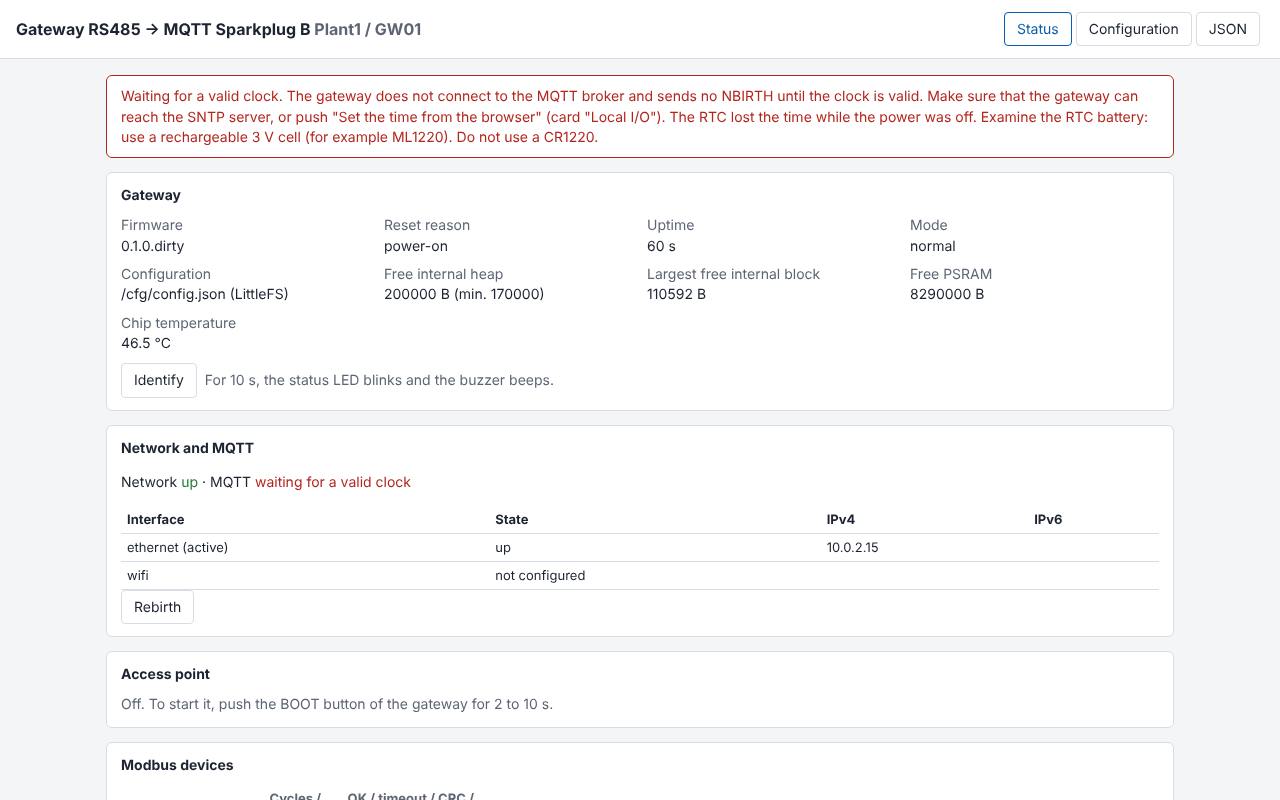 Gateway RS485 → MQTT Sparkplug B Plant1 / GW01
Status
Configuration
JSON
Waiting for a valid clock. The gateway does not connect to the MQTT broker and sends no NBIRTH until the clock is valid. Make sure that the gateway can
reach the SNTP server, or push "Set the time from the browser" (card "Local I/O"). The RTC lost the time while the power was off. Examine the RTC battery:
use a rechargeable 3 V cell (for example ML1220). Do not use a CR1220.
Gateway
Firmware Reset reason Uptime Mode
0.1.0.dirty power-on 60 s normal
Configuration Free internal heap Largest free internal block Free PSRAM
/cfg/config.json (LittleFS) 200000 B (min. 170000) 110592 B 8290000 B
Chip temperature
46.5 °C
Identify For 10 s, the status LED blinks and the buzzer beeps.
Network and MQTT
Network up · MQTT waiting for a valid clock
Interface State IPv4 IPv6
ethernet (active) up 10.0.2.15
wifi not configured
Rebirth
Access point
Off. To start it, push the BOOT button of the gateway for 2 to 10 s.
Modbus devices
Cycles / OK / timeout / CRC /